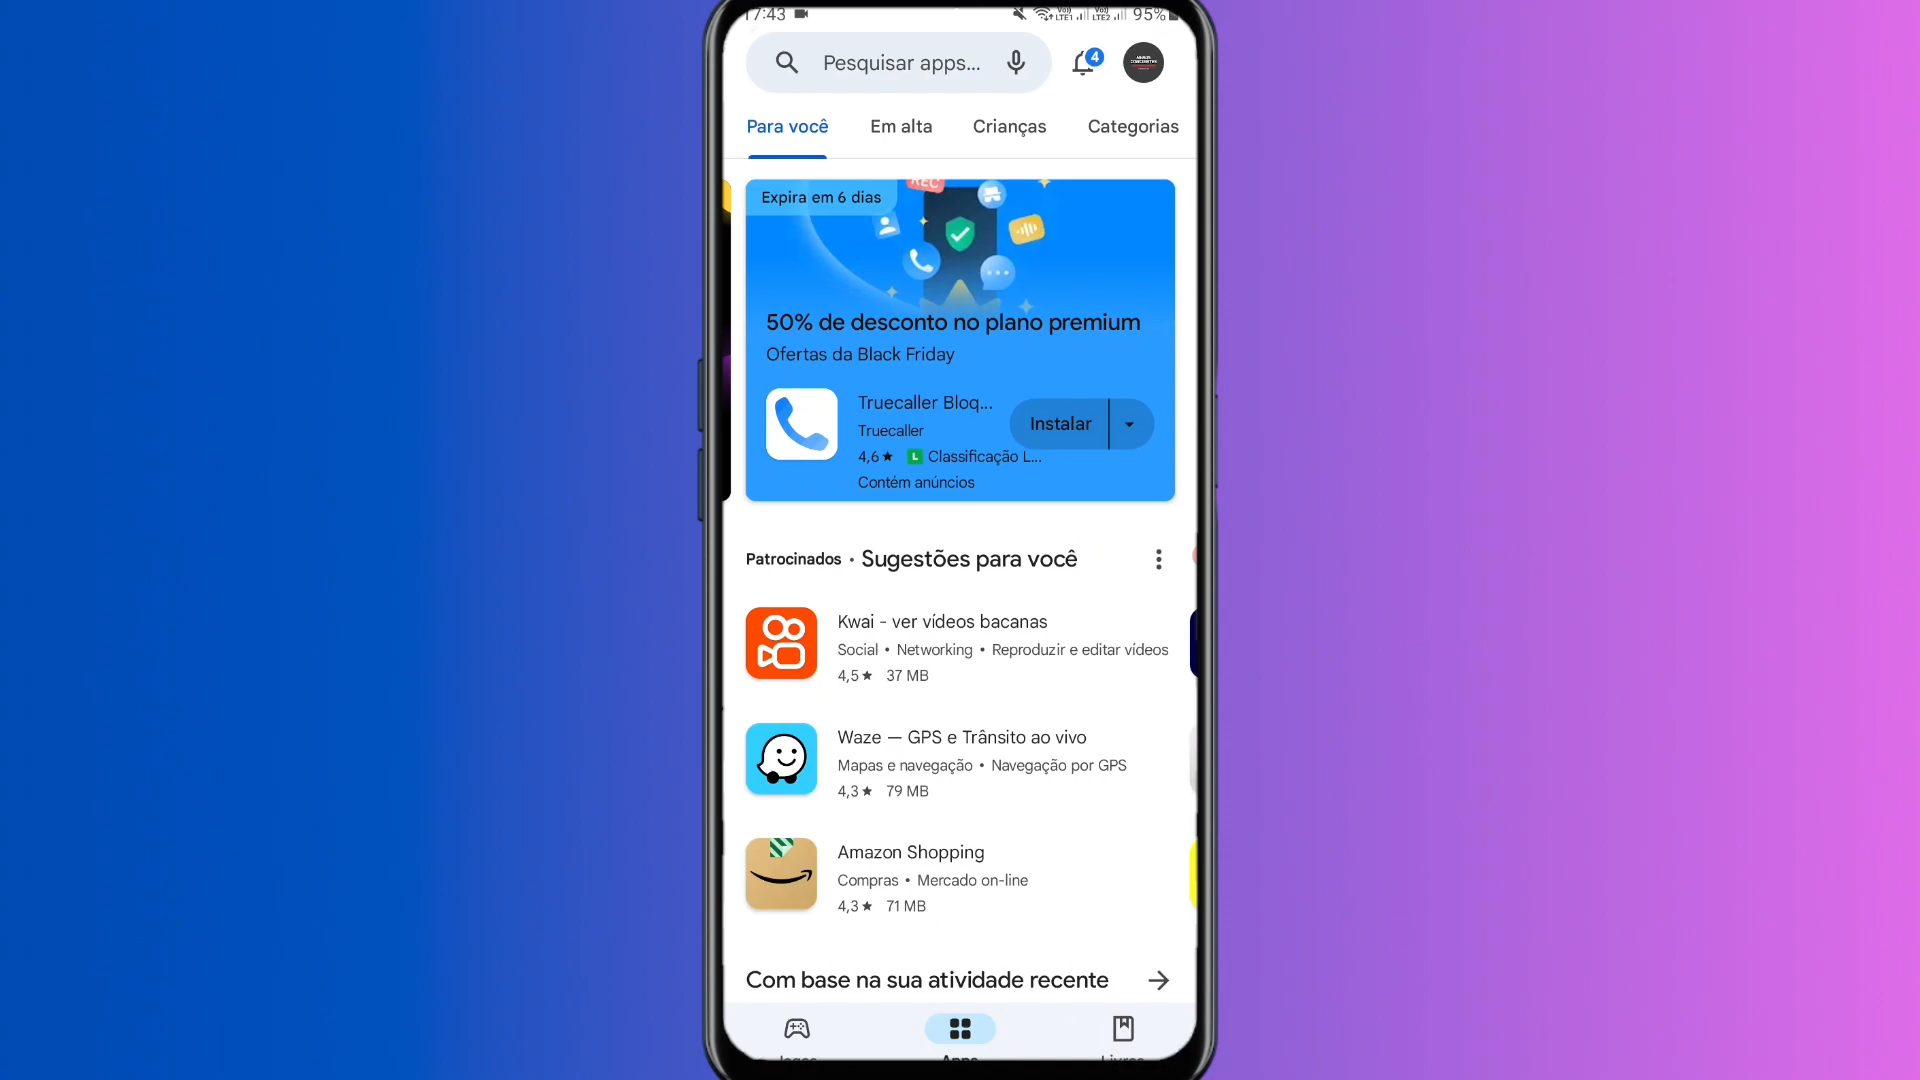 17:43 95%
Pesquisar apps... 4
Para você Em alta Crianças Categorias
Expira em 6 dias
REC
50% de desconto no plano premium
Ofertas da Black Friday
Truecaller Bloq...
Truecaller
Instalar
4,6★ L Classificação L...
Contém anúncios
Patrocinados • Sugestões para você
Kwai - ver vídeos bacanas
Social • Networking • Reproduzir e editar vídeos
4,5★ 37 MB
Waze — GPS e Trânsito ao vivo
Mapas e navegação • Navegação por GPS
4,3★ 79 MB
Amazon Shopping
Compras • Mercado on-line
4,3★ 71 MB
Com base na sua atividade recente
Jogos Apps Livros